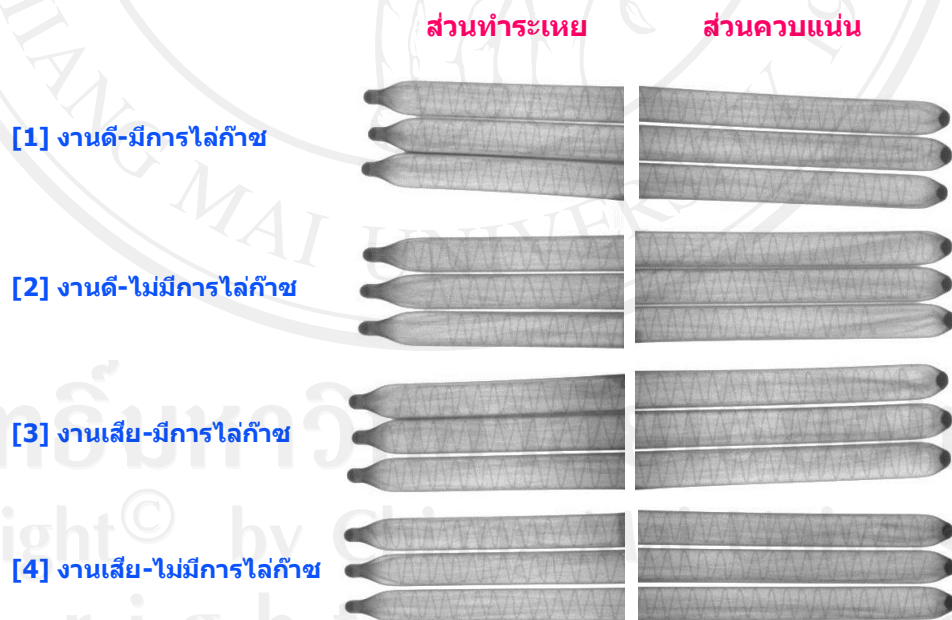 ส่วนทำระเหย ส่วนควบแน่น
[1] งานดี-มีการไล่ก๊าซ
[2] งานดี-ไม่มีการไล่ก๊าซ
[3] งานเสีย-มีการไล่ก๊าซ
[4] งานเสีย-ไม่มีการไล่ก๊าซ